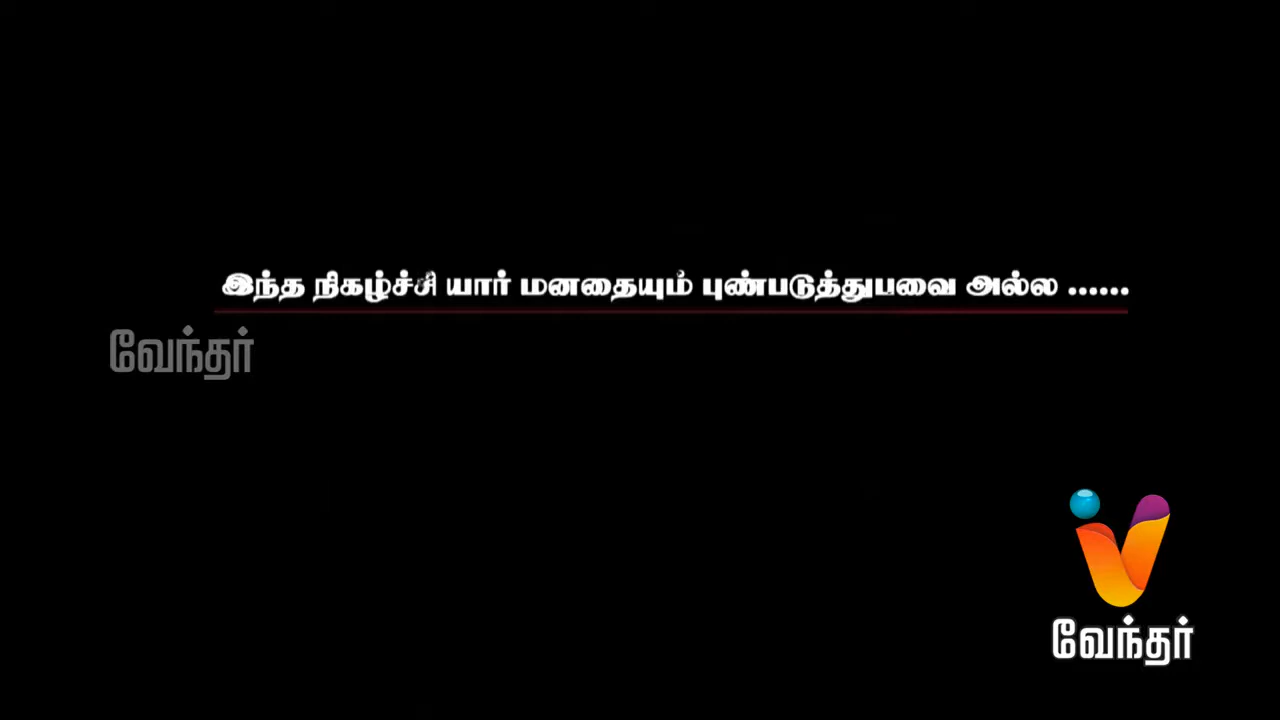 இந்த நிகழ்ச்சி யார் மனதையும் புண்படுத்துபவை அல்ல ......
வேந்தர்
வேந்தர்